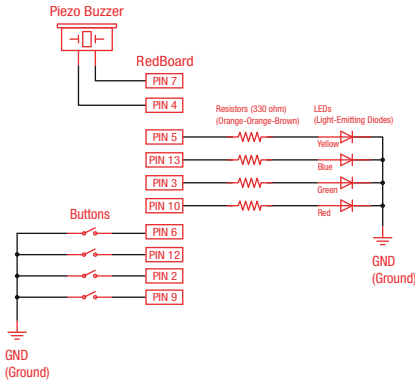 Piezo Buzzer
RedBoard
PIN 7
PIN 4
Resistors (330 ohm)
(Orange-Orange-Brown)
LEDs
(Light-Emitting Diodes)
PIN 5
Yellow
PIN 13
Blue
PIN 3
Green
PIN 10
Red
Buttons
PIN 6
PIN 12
PIN 2
PIN 9
GND
(Ground)
GND
(Ground)